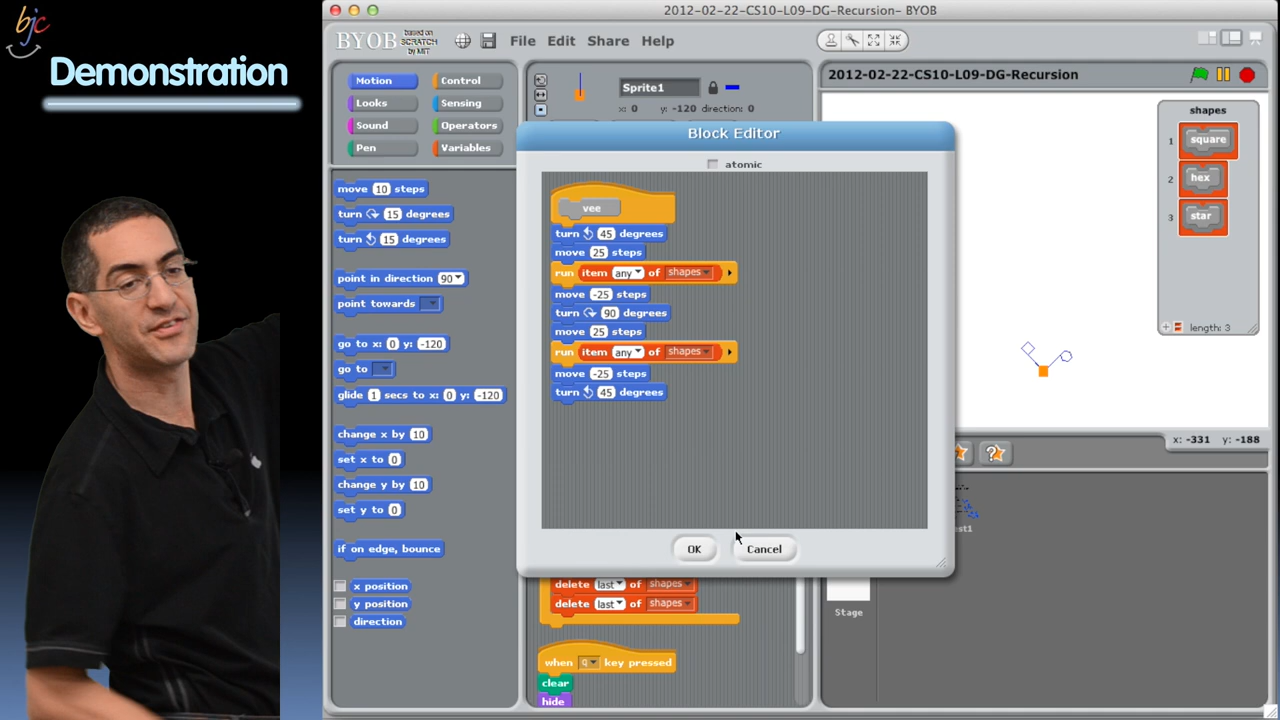 bjc
Demonstration
2012-02-22-CS10-L09-DG-Recursion- BYOB
BYOB
based on
SCRATCH
by MIT
File Edit Share Help
Motion Control
Looks Sensing
Sound Operators
Pen Variables
move 10 steps
turn 15 degrees
turn 15 degrees
point in direction 90
point towards
go to x: 0 y: -120
go to
glide 1 secs to x: 0 y: -120
change x by 10
set x to 0
change y by 10
set y to 0
if on edge, bounce
x position
y position
direction
Sprite1
x: 0 y: -120 direction: 0
Block Editor
atomic
vee
turn 45 degrees
move 25 steps
run item any of shapes
move -25 steps
turn 90 degrees
move 25 steps
run item any of shapes
move -25 steps
turn 45 degrees
OK Cancel
delete last of shapes
delete last of shapes
when q key pressed
clear
hide
2012-02-22-CS10-L09-DG-Recursion
shapes
1 square
2 hex
3 star
+ length: 3
x: -331 y: -188
Stage